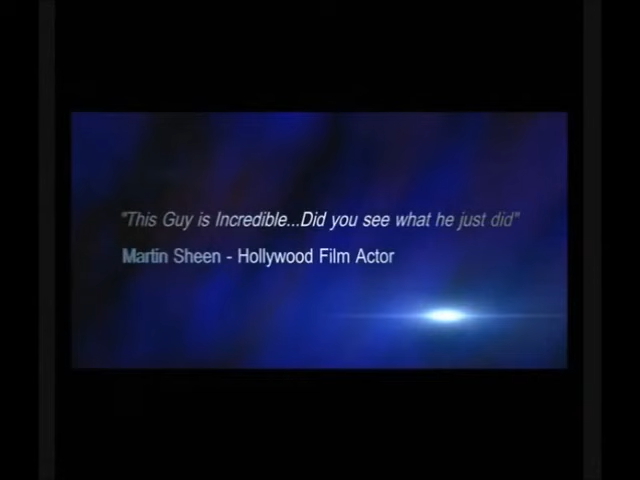 "This Guy is Incredible...Did you see what he just did"
Martin Sheen - Hollywood Film Actor